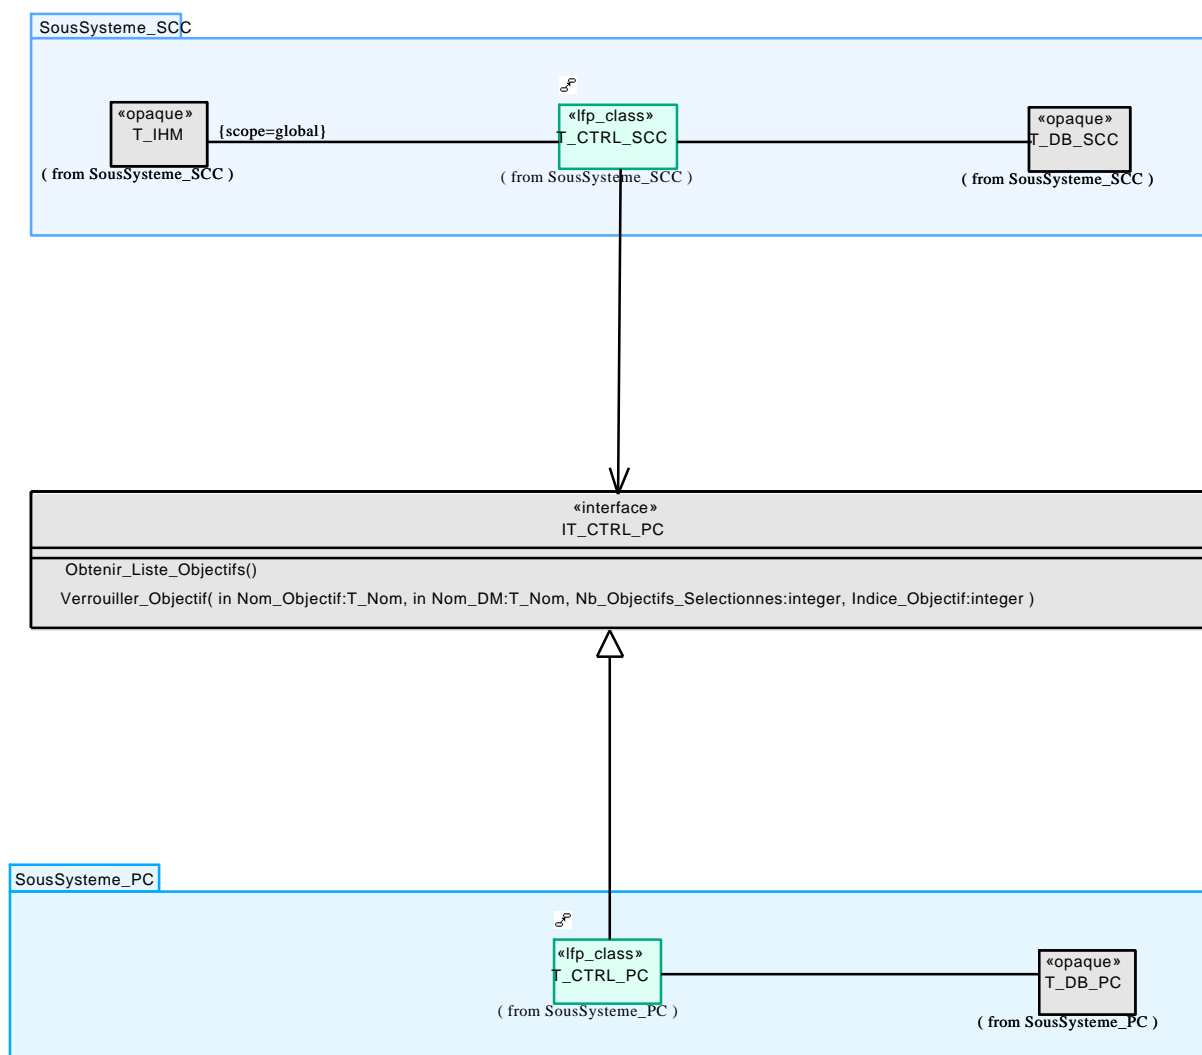 SousSysteme_SCC
«opaque»
T_IHM
( from SousSysteme_SCC )
{scope=global}
«lfp_class»
T_CTRL_SCC
( from SousSysteme_SCC )
«opaque»
T_DB_SCC
( from SousSysteme_SCC )
«interface»
IT_CTRL_PC
Obtenir_Liste_Objectifs()
Verrouiller_Objectif( in Nom_Objectif:T_Nom, in Nom_DM:T_Nom, Nb_Objectifs_Selectionnes:integer, Indice_Objectif:integer )
SousSysteme_PC
«lfp_class»
T_CTRL_PC
( from SousSysteme_PC )
«opaque»
T_DB_PC
( from SousSysteme_PC )